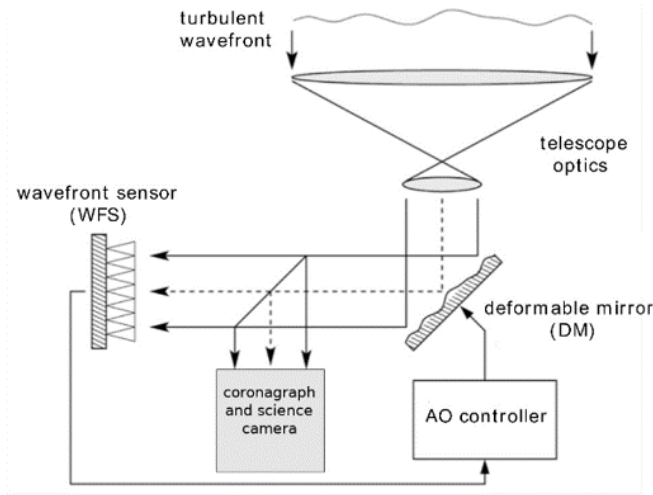 turbulent
wavefront
telescope
optics
wavefront sensor
(WFS)
deformable mirror
(DM)
coronagraph
and science
camera
AO controller